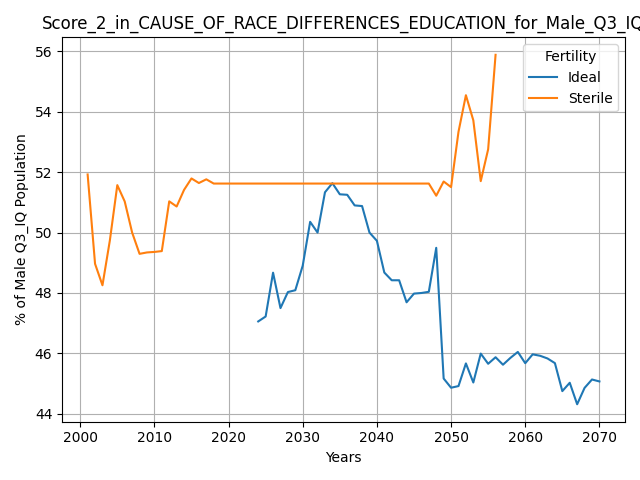 Score_2_in_CAUSE_OF_RACE_DIFFERENCES_EDUCATION_for_Male_Q3_IQ
56
54
52
50
48
46
44
% of Male Q3_IQ Population
Fertility
Ideal
Sterile
2000 2010 2020 2030 2040 2050 2060 2070
Years